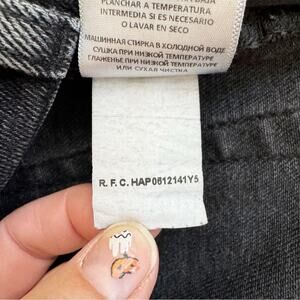 PLANCHAR A TEMPERATURA
INTERMEDIA SI ES NECESARIO
O LAVAR EN SECO
МАШИННАЯ СТИРКА В ХОЛОДНОЙ ВОДЕ
СУШКА ПРИ НИЗКОЙ ТЕМПЕРАТУРЕ
ГЛАЖЕНЬЕ ПРИ НИЗКОЙ ТЕМПЕРАТУРЕ
ИЛИ СУХАЯ ЧИСТКА
R. F. C. HAP0612141Y5